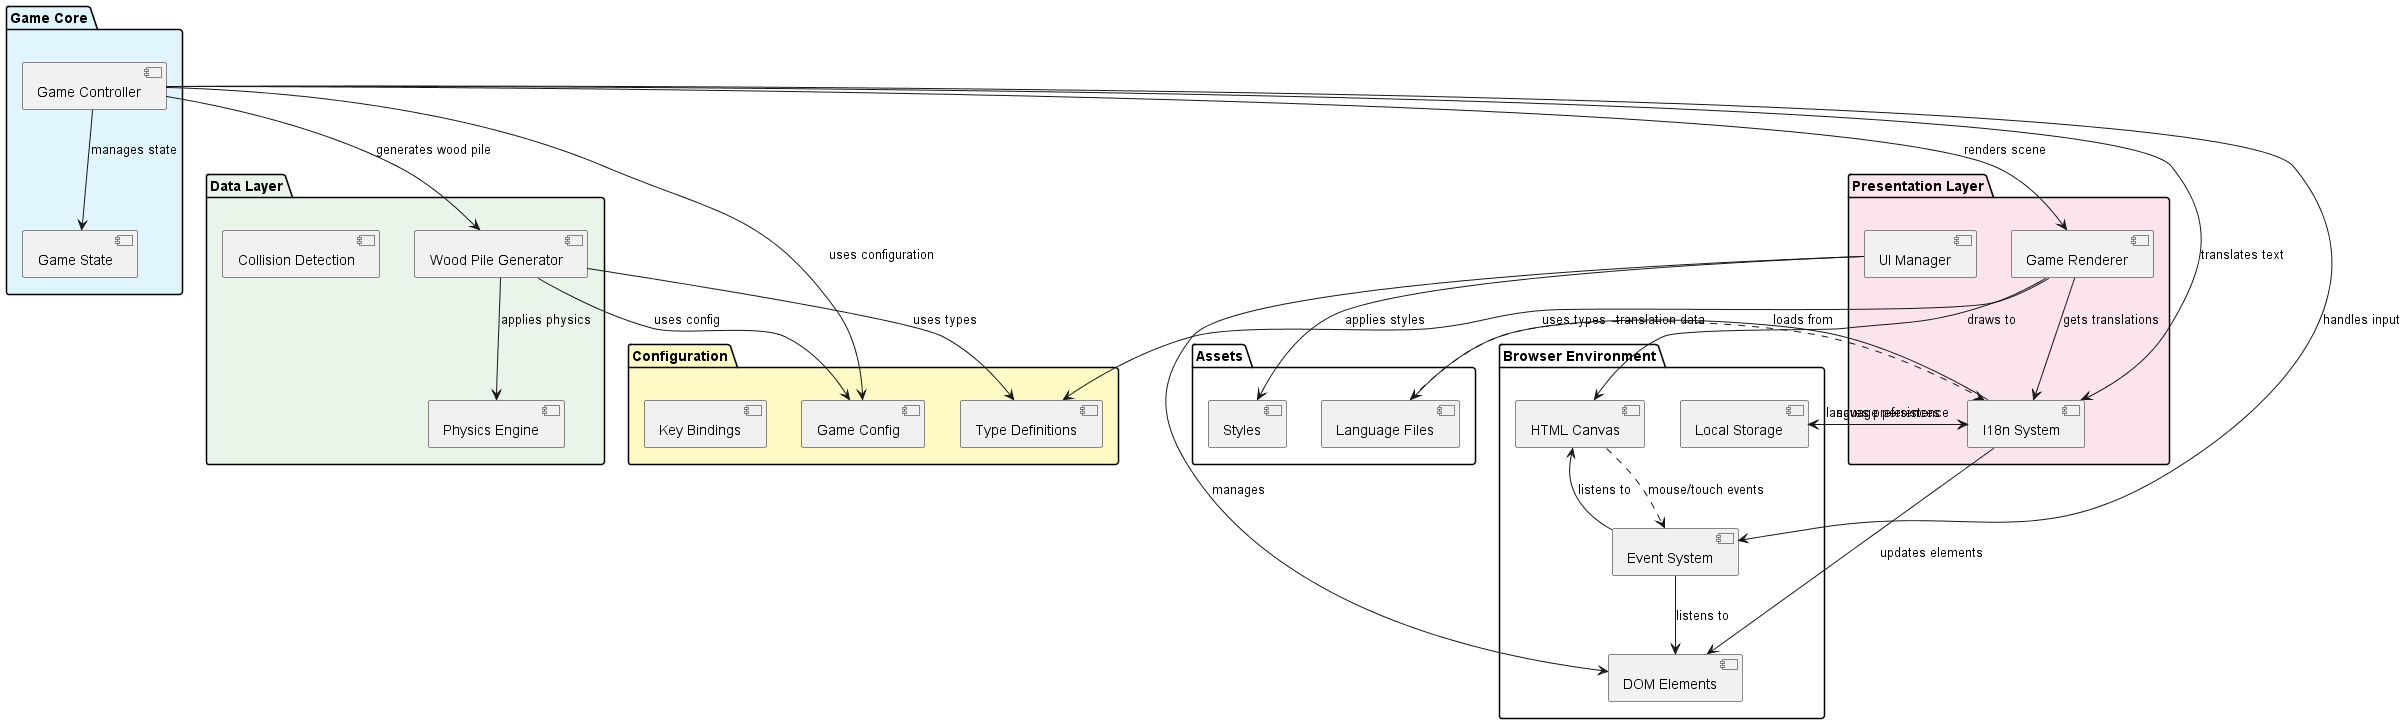 Game Core
Game Controller
manages state
generates wood pile
renders scene
Data Layer
Presentation Layer
Game State
Collision Detection
Wood Pile Generator
uses configuration
UI Manager
Game Renderer
translates text
applies physics
uses config
uses types
applies styles
uses types
translation data
loads from
draws to
gets translations
handles input
Configuration
Assets
Browser Environment
Physics Engine
Key Bindings
Game Config
Type Definitions
Styles
Language Files
HTML Canvas
Local Storage
language preference
saves preferences
I18n System
manages
listens to
mouse/touch events
Event System
updates elements
listens to
DOM Elements